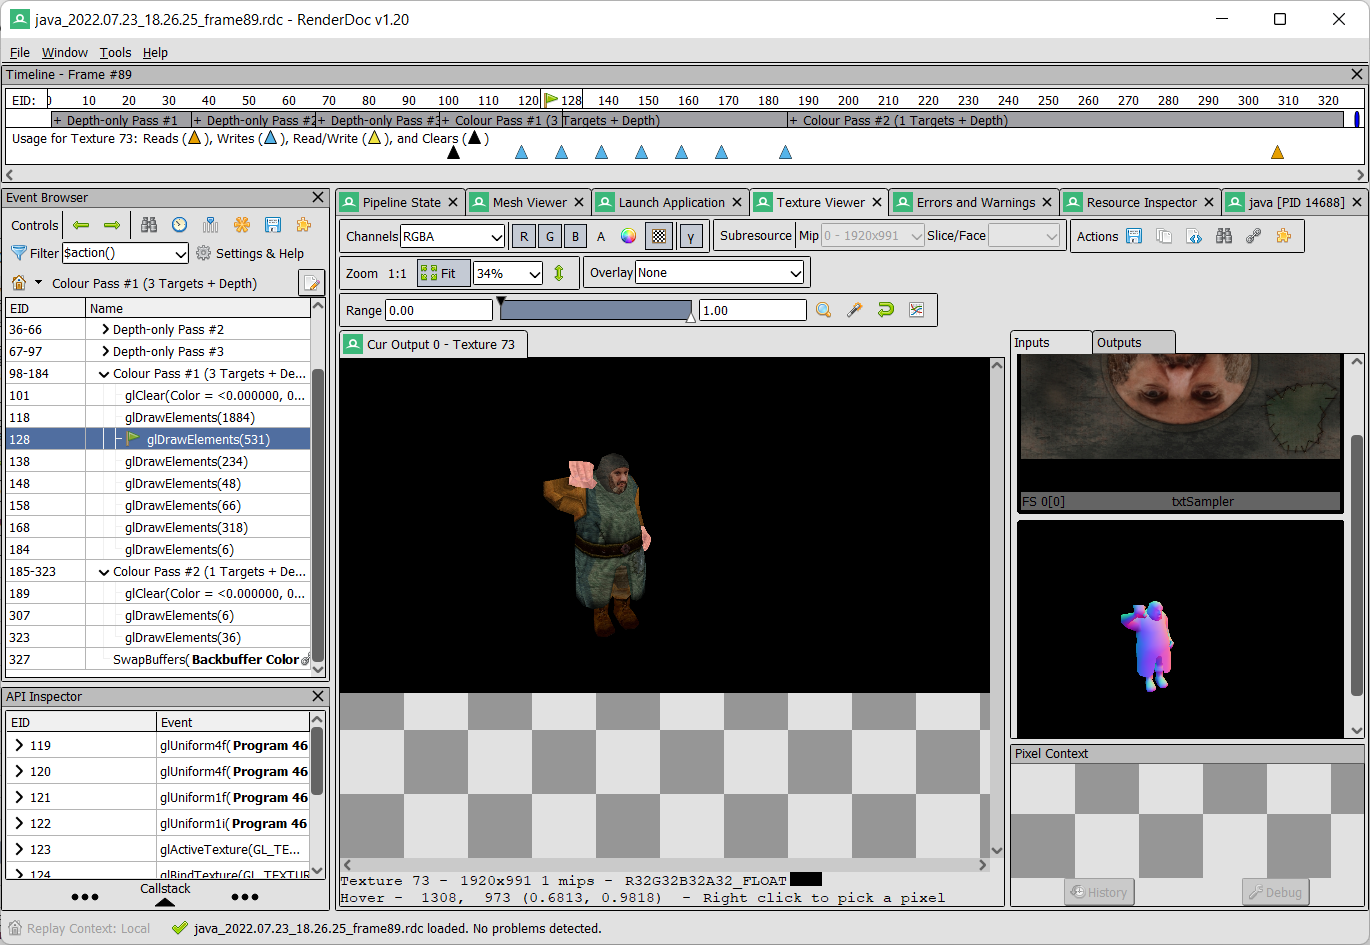 java_2022.07.23_18.26.25_frame89.rdc - RenderDoc v1.20
File Window Tools Help
Timeline - Frame #89
EID: 0 10 20 30 40 50 60 70 80 90 100 110 120 128 140 150 160 170 180 190 200 210 220 230 240 250 260 270 280 290 300 310 320
+ Depth-only Pass #1 + Depth-only Pass #2 + Depth-only Pass #3 + Colour Pass #1 (3 Targets + Depth) + Colour Pass #2 (1 Targets + Depth)
Usage for Texture 73: Reads ( ), Writes ( ), Read/Write ( ), and Clears ( )
Event Browser
Controls
Filter $action() Settings & Help
Colour Pass #1 (3 Targets + Depth)
EID Name
36-66 Depth-only Pass #2
67-97 Depth-only Pass #3
98-184 Colour Pass #1 (3 Targets + De...
101 glClear(Color = <0.000000, 0...
118 glDrawElements(1884)
128 glDrawElements(531)
138 glDrawElements(234)
148 glDrawElements(48)
158 glDrawElements(66)
168 glDrawElements(318)
184 glDrawElements(6)
185-323 Colour Pass #2 (1 Targets + De...
189 glClear(Color = <0.000000, 0...
307 glDrawElements(6)
323 glDrawElements(36)
327 SwapBuffers(Backbuffer Color
API Inspector
EID Event
119 glUniform4f(Program 46
120 glUniform4f(Program 46
121 glUniform1f(Program 46
122 glUniform1i(Program 46
123 glActiveTexture(GL_TE...
124 glBindTexture(GL_TEXTUR
Callstack
Pipeline State Mesh Viewer Launch Application Texture Viewer Errors and Warnings Resource Inspector java [PID 14688]
Channels RGBA R G B A γ Subresource Mip 0 - 1920x991 Slice/Face Actions
Zoom 1:1 Fit 34% Overlay None
Range 0.00 1.00
Cur Output 0 - Texture 73
Texture 73 - 1920x991 1 mips - R32G32B32A32_FLOAT
Hover - 1308, 973 (0.6813, 0.9818) - Right click to pick a pixel
Inputs Outputs
FS 0[0] txtSampler
Pixel Context
History Debug
Replay Context: Local java_2022.07.23_18.26.25_frame89.rdc loaded. No problems detected.